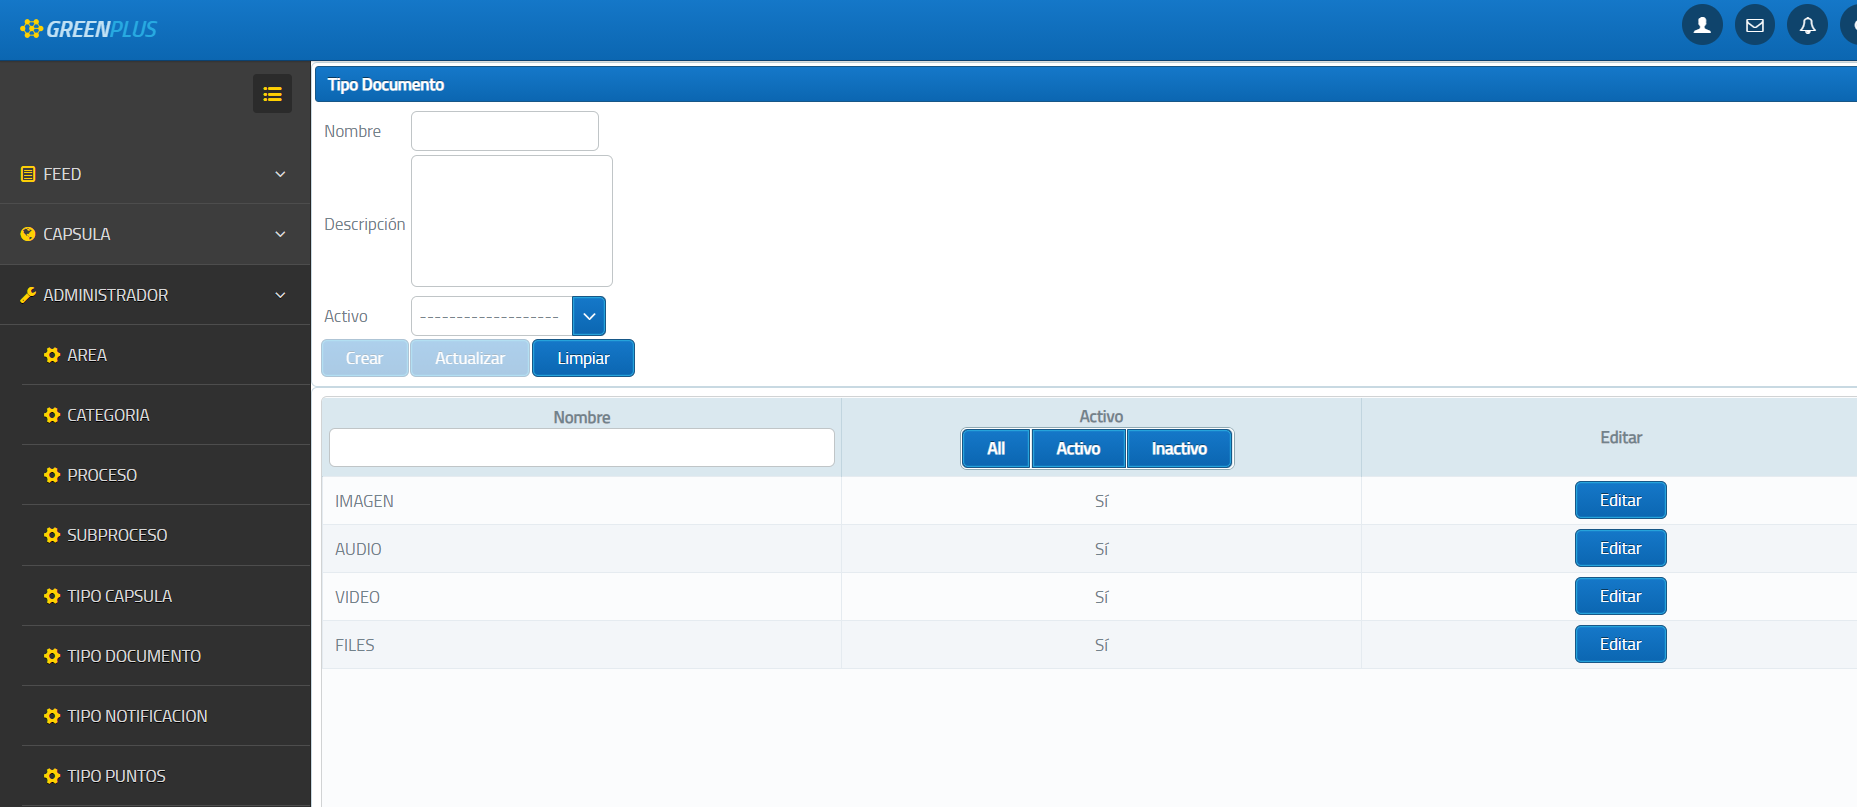 GREENPLUS
FEED
CAPSULA
ADMINISTRADOR
AREA
CATEGORIA
PROCESO
SUBPROCESO
TIPO CAPSULA
TIPO DOCUMENTO
TIPO NOTIFICACION
TIPO PUNTOS
Tipo Documento
Nombre
Descripción
Activo -------------------
Crear Actualizar Limpiar
Nombre Activo Editar
All Activo Inactivo
IMAGEN Sí Editar
AUDIO Sí Editar
VIDEO Sí Editar
FILES Sí Editar